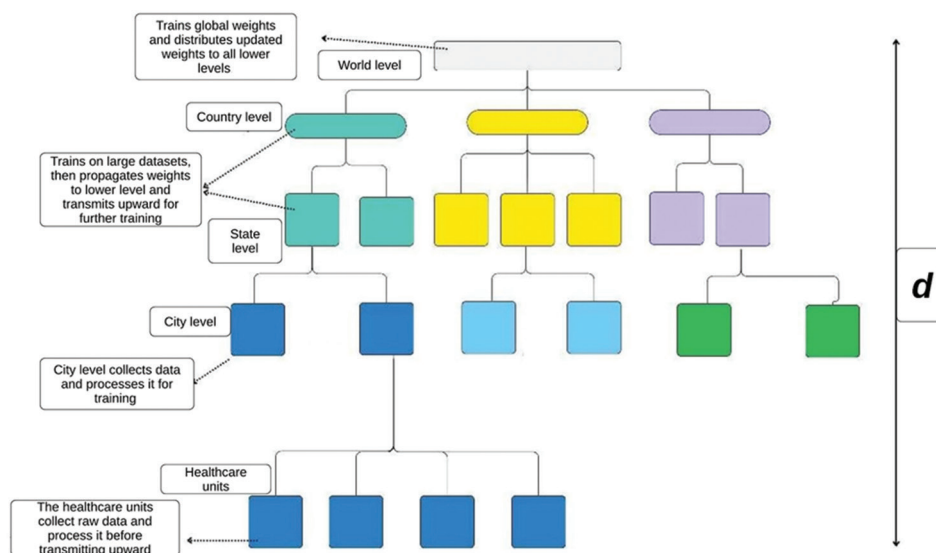 Trains global weights
and distributes updated
weights to all lower
levels
World level
Country level
Trains on large datasets,
then propagates weights
to lower level and
transmits upward for
further training
State
level
d
City level
City level collects data
and processes it for
training
Healthcare
units
The healthcare units
collect raw data and
process it before
transmitting upward